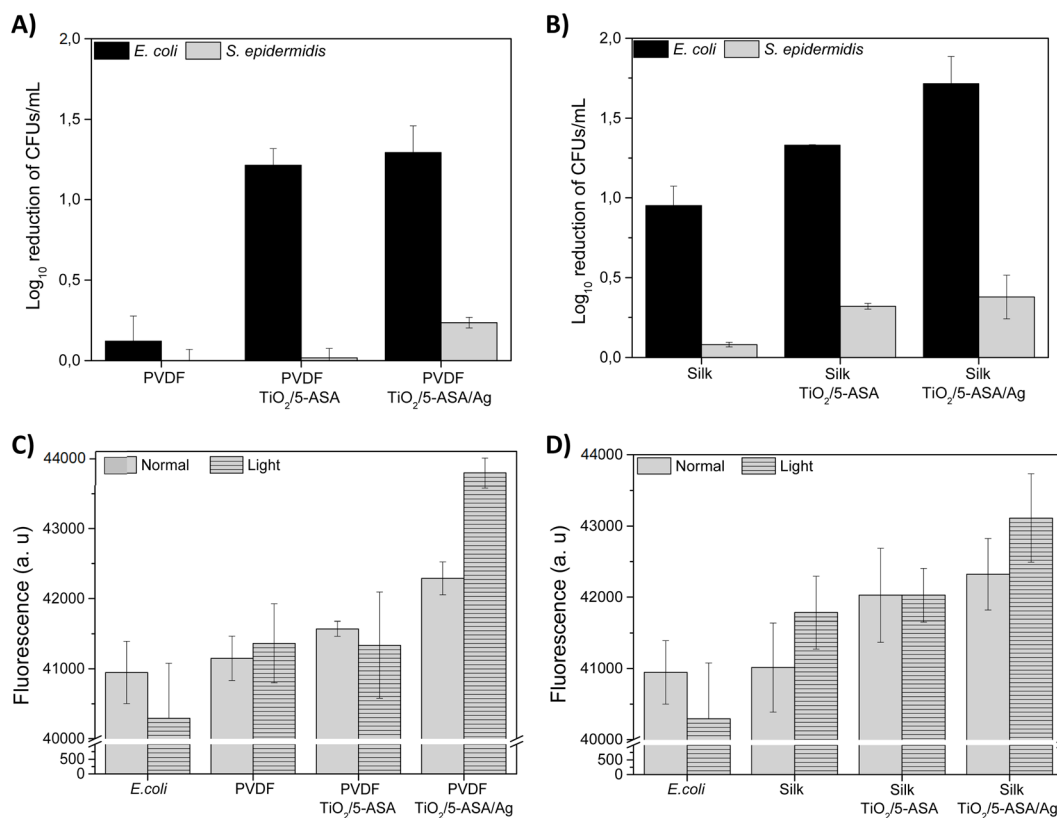 A)
2,0
1,5
1,0
0,5
0,0
Log₁₀ reduction of CFUs/mL
E. coli
S. epidermidis
PVDF
PVDF
TiO₂/5-ASA
PVDF
TiO₂/5-ASA/Ag
B)
2,0
1,5
1,0
0,5
0,0
Log₁₀ reduction of CFUs/mL
E. coli
S. epidermidis
Silk
Silk
TiO₂/5-ASA
Silk
TiO₂/5-ASA/Ag
C)
44000
43000
42000
41000
40000
500
0
Fluorescence (a. u)
Normal
Light
E.coli
PVDF
PVDF
TiO₂/5-ASA
PVDF
TiO₂/5-ASA/Ag
D)
44000
43000
42000
41000
40000
500
0
Fluorescence (a. u)
Normal
Light
E.coli
Silk
Silk
TiO₂/5-ASA
Silk
TiO₂/5-ASA/Ag